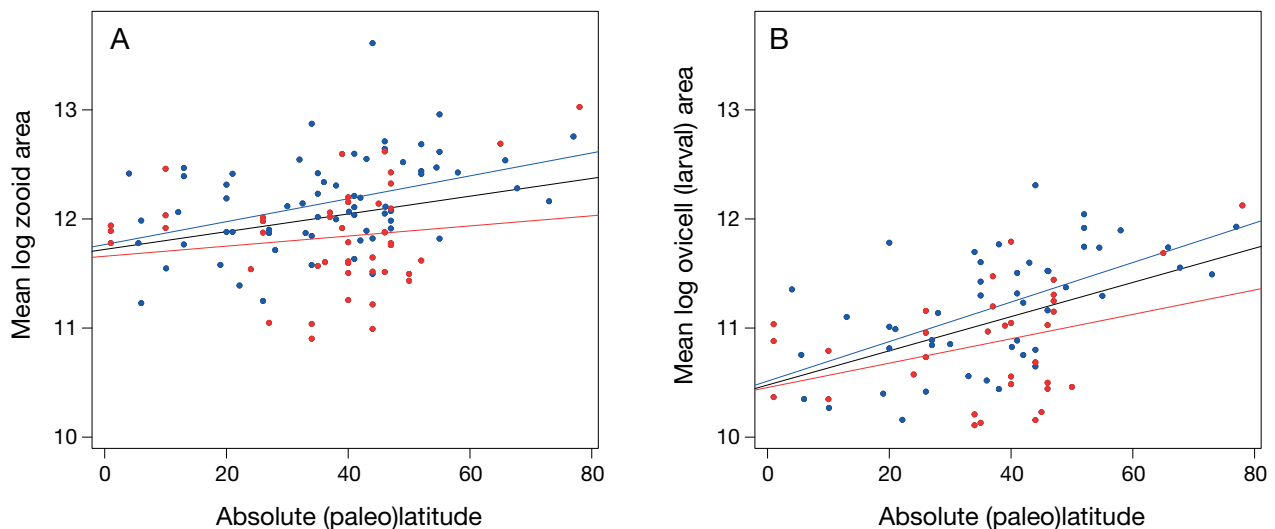 A
Mean log zooid area
13
12
11
10
0 20 40 60 80
Absolute (paleo)latitude
B
Mean log ovicell (larval) area
13
12
11
10
0 20 40 60 80
Absolute (paleo)latitude